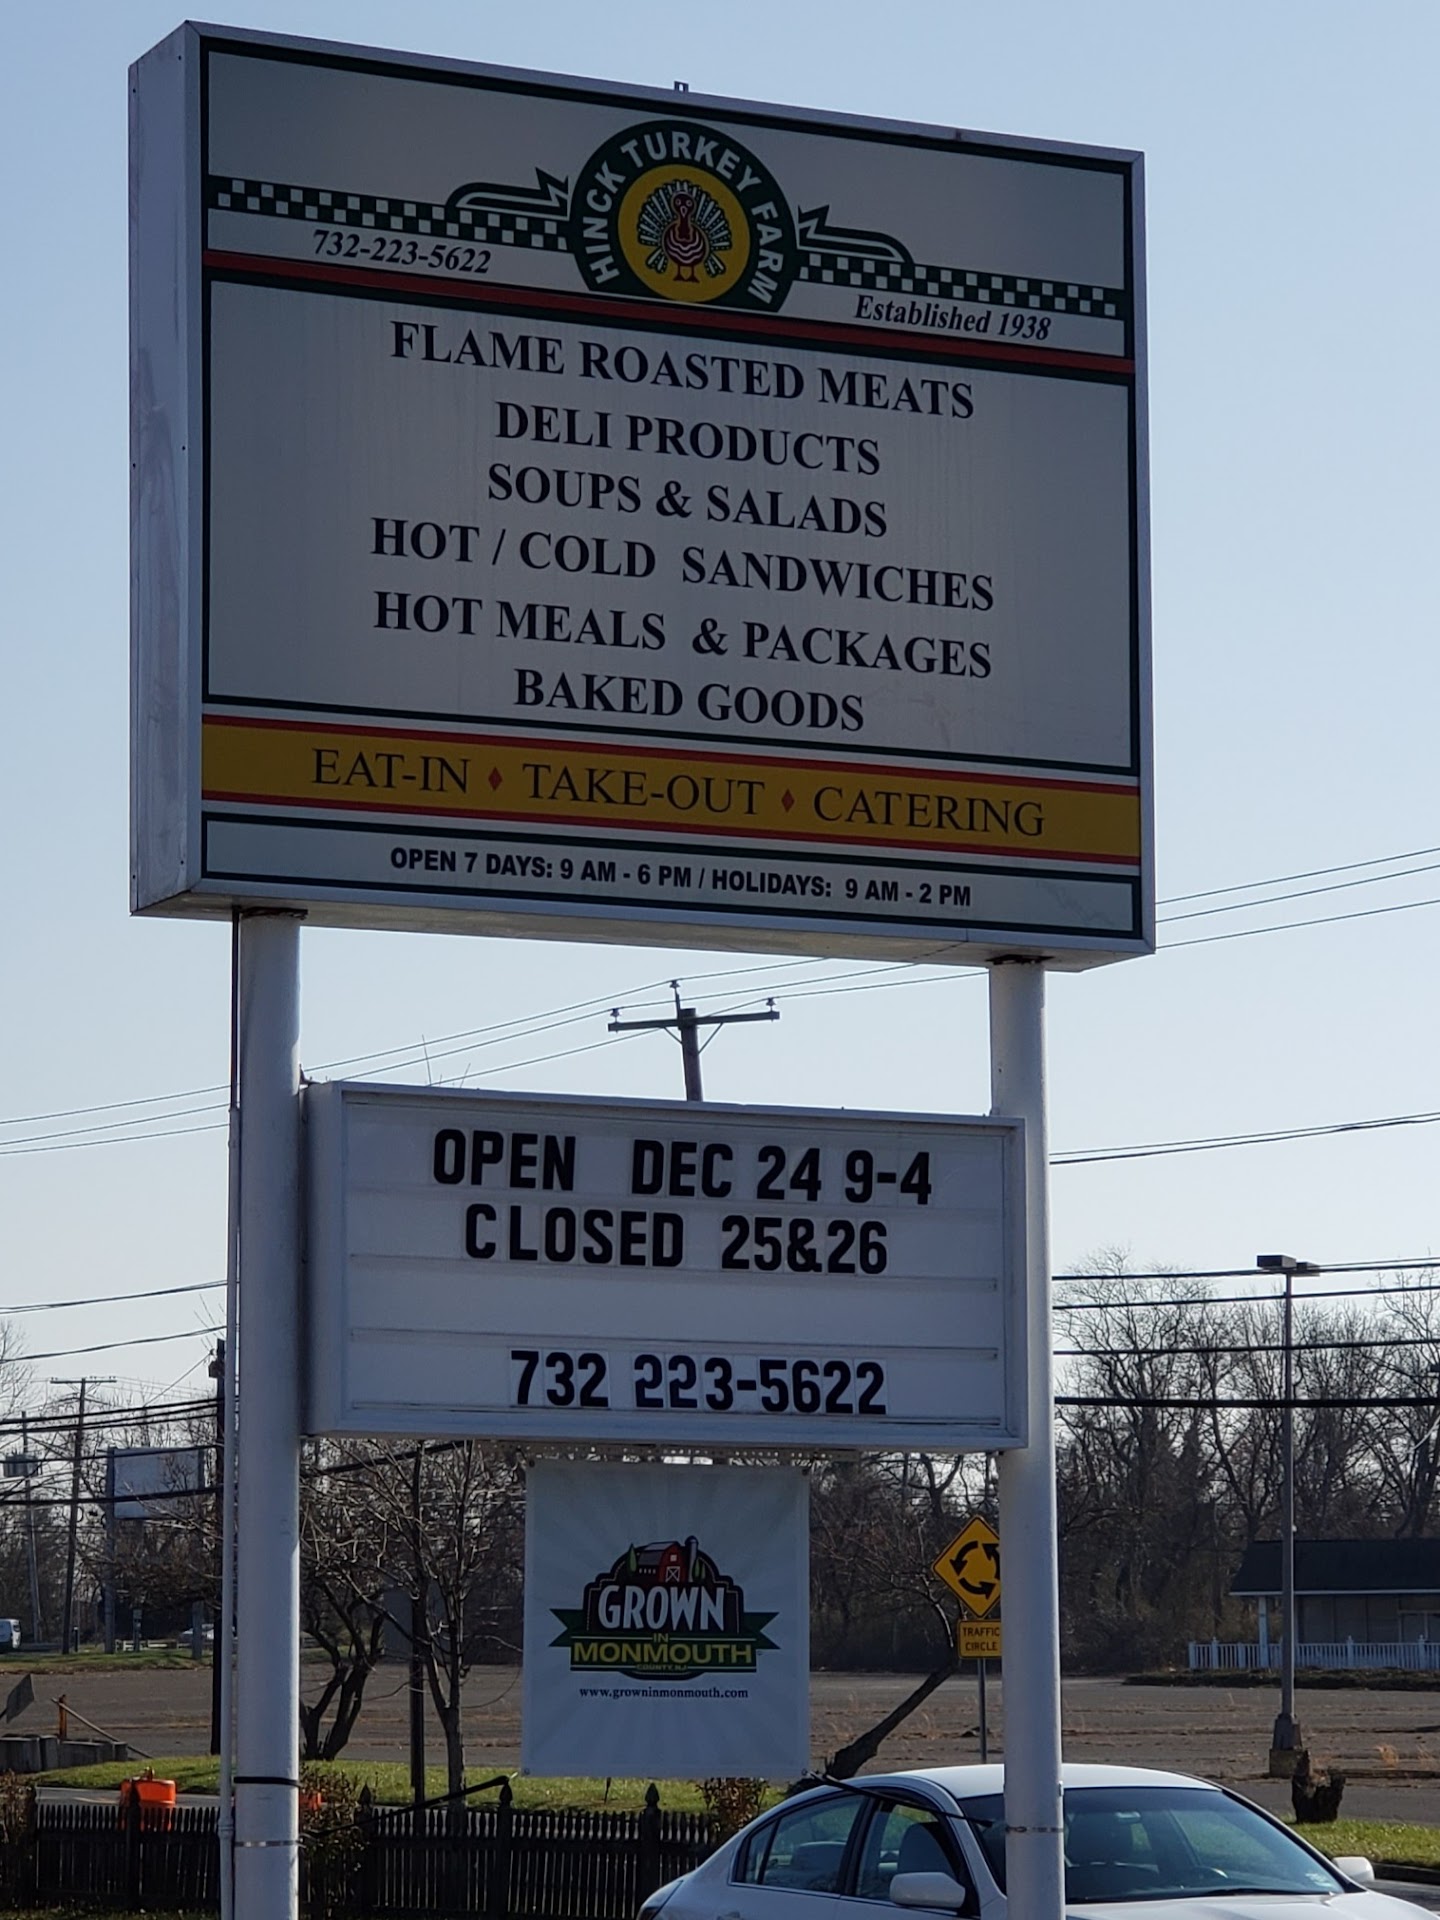 HINCK TURKEY FARM
732-223-5622
Established 1938
FLAME ROASTED MEATS
DELI PRODUCTS
SOUPS & SALADS
HOT / COLD SANDWICHES
HOT MEALS & PACKAGES
BAKED GOODS
EAT-IN ♦ TAKE-OUT ♦ CATERING
OPEN 7 DAYS: 9 AM - 6 PM / HOLIDAYS: 9 AM - 2 PM
OPEN DEC 24 9-4
CLOSED 25&26
732 223-5622
GROWN
IN
MONMOUTH
COUNTY, NJ
www.growninmonmouth.com
TRAFFIC
CIRCLE